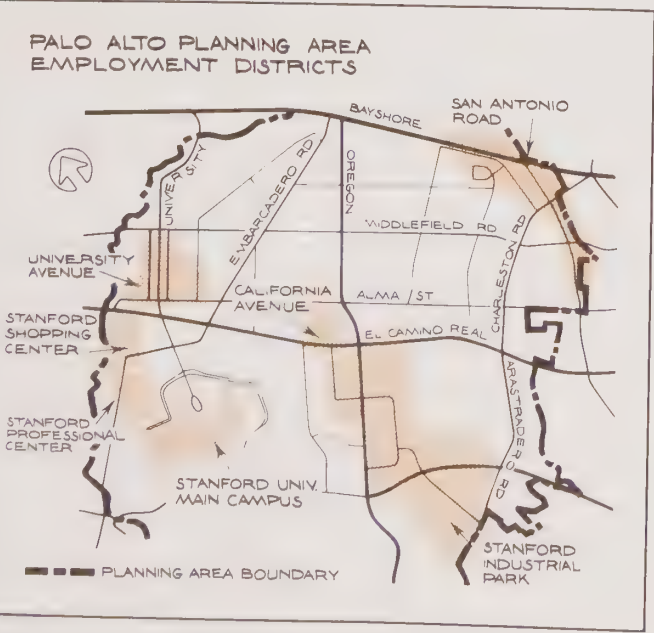 PALO ALTO PLANNING AREA
EMPLOYMENT DISTRICTS
BAYSHORE
SAN ANTONIO
ROAD
UNIVERSITY
EMBARCADERO RD
OREGON
MIDDLEFIELD RD
CHARLESTON RD
UNIVERSITY
AVENUE
CALIFORNIA
AVENUE
ALMA ST
STANFORD
SHOPPING
CENTER
EL CAMINO REAL
ARASTRADERO RD
STANFORD
PROFESSIONAL
CENTER
STANFORD UNIV.
MAIN CAMPUS
STANFORD
INDUSTRIAL
PARK
PLANNING AREA BOUNDARY